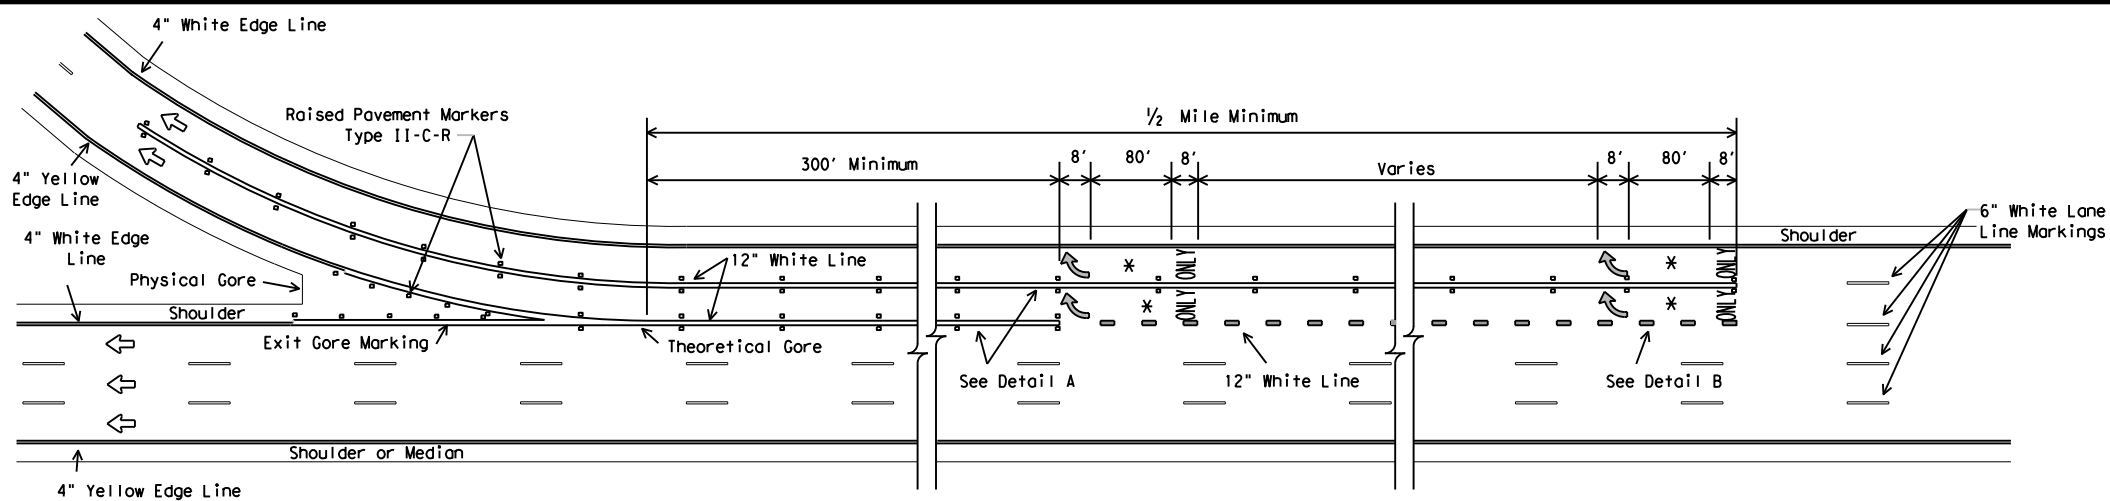 4" White Edge Line
Raised Pavement Markers
Type II-C-R
½ Mile Minimum
300' Minimum
8'
80'
8'
Varies
8'
80'
8'
4" Yellow
Edge Line
6" White Lane
Line Markings
4" White Edge
Line
Shoulder
Physical Gore
12" White Line
*
ONLY
*
ONLY
*
ONLY
*
ONLY
Shoulder
Exit Gore Marking
Theoretical Gore
See Detail A
12" White Line
See Detail B
Shoulder or Median
4" Yellow Edge Line